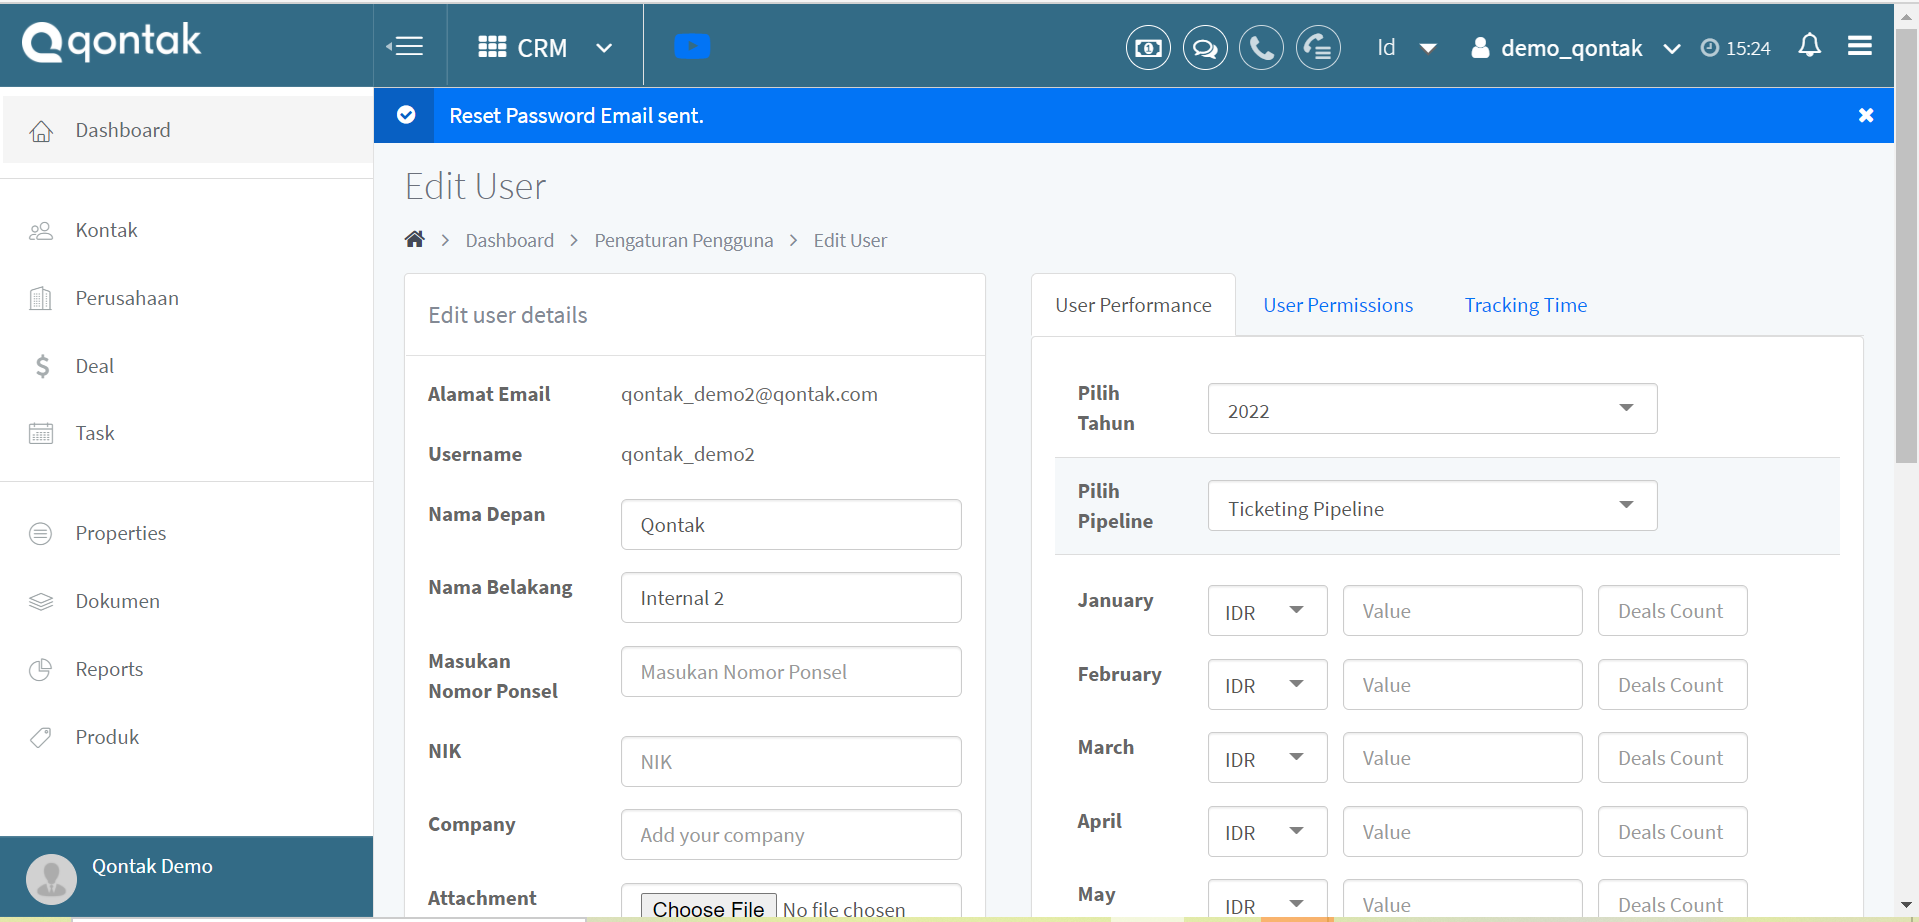 qontak
CRM
Id
demo_qontak
15:24
Dashboard
Kontak
Perusahaan
Deal
Task
Properties
Dokumen
Reports
Produk
Qontak Demo
Reset Password Email sent.
Edit User
Dashboard
Pengaturan Pengguna
Edit User
Edit user details
Alamat Email
qontak_demo2@qontak.com
Username
qontak_demo2
Nama Depan
Qontak
Nama Belakang
Internal 2
Masukan
Nomor Ponsel
Masukan Nomor Ponsel
NIK
NIK
Company
Add your company
Attachment
Choose File No file chosen
User Performance
User Permissions
Tracking Time
Pilih
Tahun
2022
Pilih
Pipeline
Ticketing Pipeline
January
IDR
Value
Deals Count
February
IDR
Value
Deals Count
March
IDR
Value
Deals Count
April
IDR
Value
Deals Count
May
IDR
Value
Deals Count